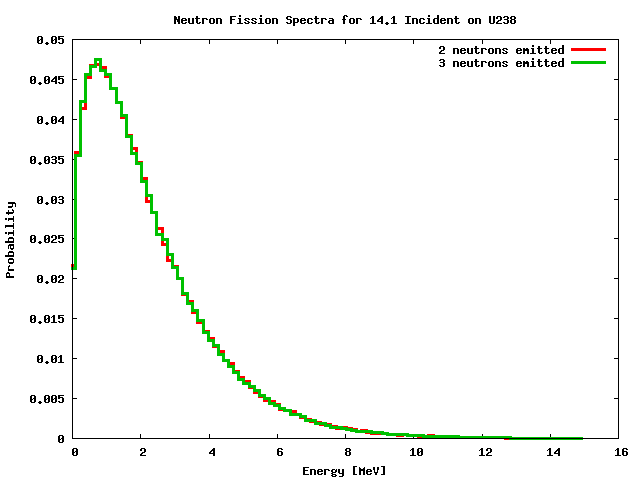 Neutron Fission Spectra for 14.1 Incident on U238
2 neutrons emitted
3 neutrons emitted
0.05
0.045
0.04
0.035
0.03
0.025
0.02
0.015
0.01
0.005
0
Probability
0 2 4 6 8 10 12 14 16
Energy [MeV]